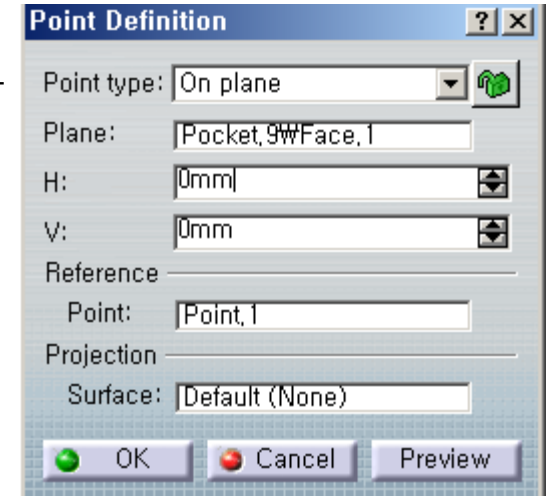 Point Definition ? ×
Point type: On plane
Plane: Pocket,9₩Face,1
H: 0mm
V: 0mm
Reference
Point: Point,1
Projection
Surface: Default (None)
OK Cancel Preview